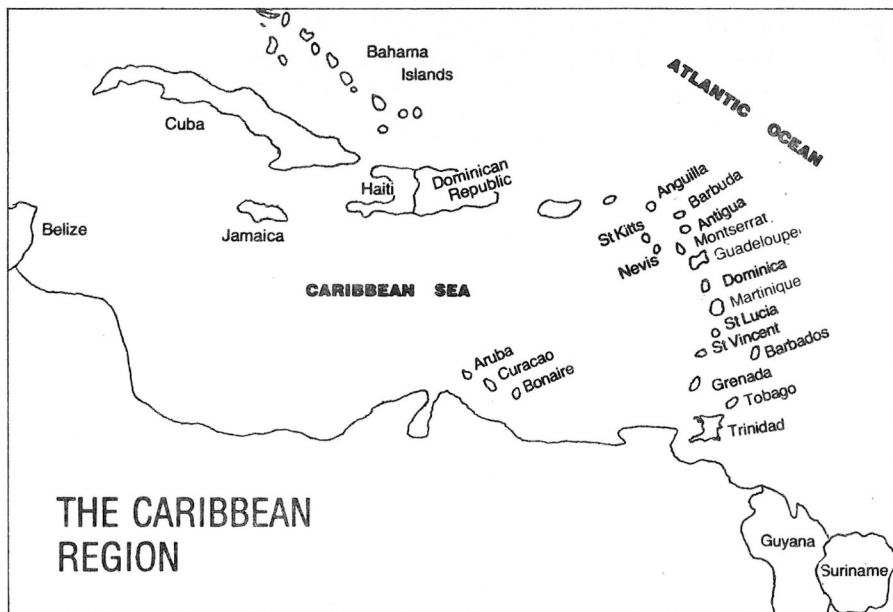 Bahama
Islands
ATLANTIC OCEAN
Cuba
Haiti
Dominican
Republic
Anguilla
Barbuda
Antigua
St Kitts
Montserrat
Nevis
Guadeloupe
Belize
Jamaica
CARIBBEAN SEA
Dominica
Martinique
St Lucia
St Vincent
Barbados
Aruba
Curacao
Bonaire
Grenada
Tobago
Trinidad
THE CARIBBEAN
REGION
Guyana
Suriname